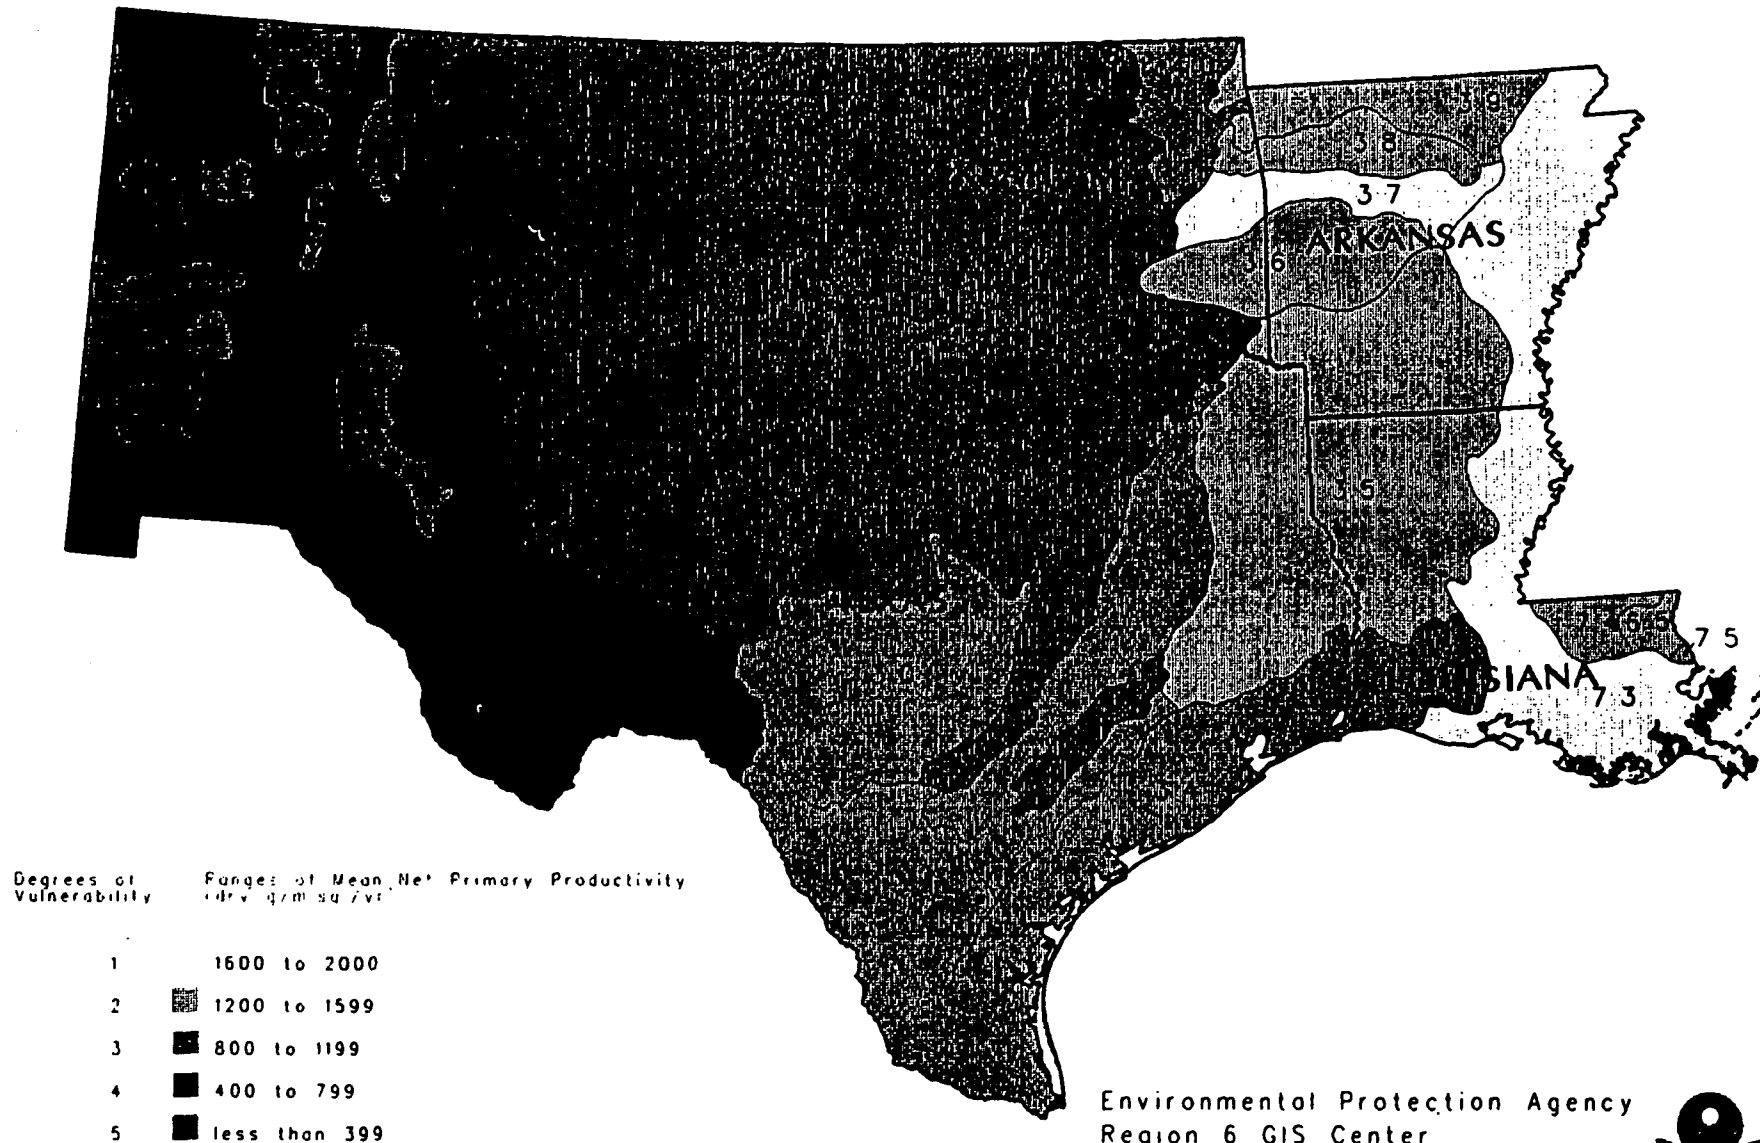 39
38
37
ARKANSAS
36
35
75
SIANA
73
Degrees of Vulnerability
Ranges of Mean Net Primary Productivity
1 1600 to 2000
2 1200 to 1599
3 800 to 1199
4 400 to 799
5 less than 399
Environmental Protection Agency
Region 6 GIS Center